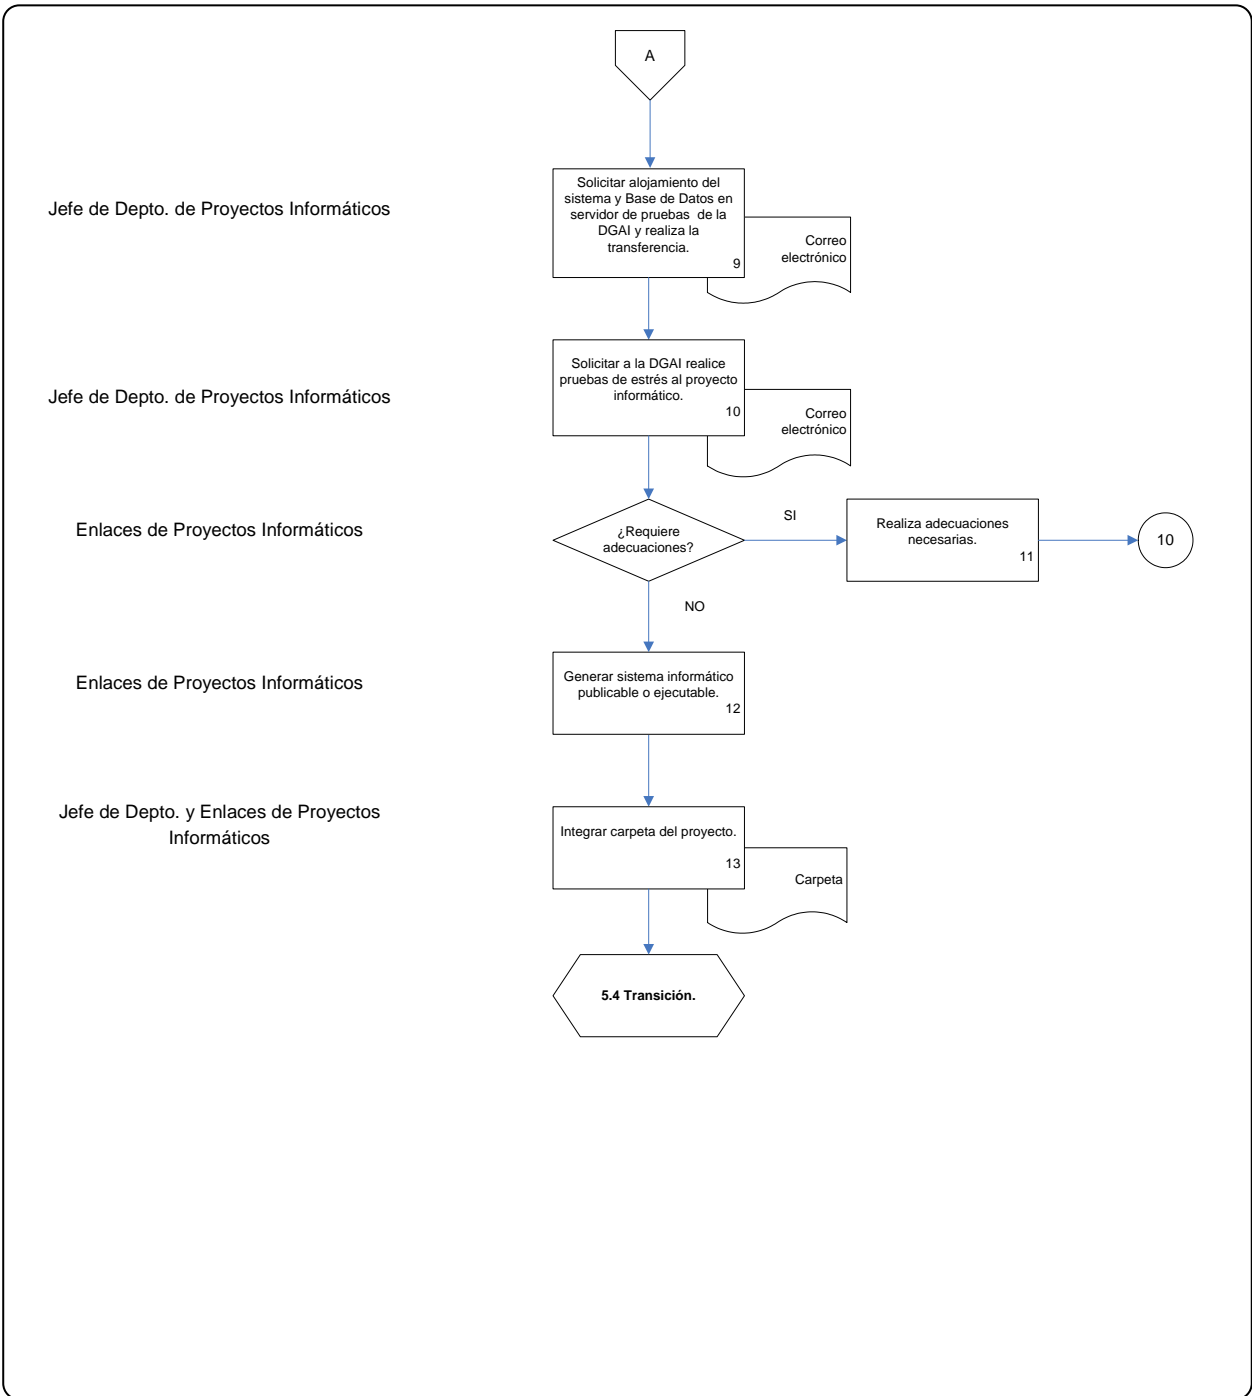 A
Jefe de Depto. de Proyectos Informáticos
Solicitar alojamiento del
sistema y Base de Datos en
servidor de pruebas de la
DGAI y realiza la
transferencia.
9
Correo
electrónico
Jefe de Depto. de Proyectos Informáticos
Solicitar a la DGAI realice
pruebas de estrés al proyecto
informático.
10
Correo
electrónico
Enlaces de Proyectos Informáticos
¿Requiere
adecuaciones?
SI
Realiza adecuaciones
necesarias.
11
10
NO
Enlaces de Proyectos Informáticos
Generar sistema informático
publicable o ejecutable.
12
Jefe de Depto. y Enlaces de Proyectos
Informáticos
Integrar carpeta del proyecto.
13
Carpeta
5.4 Transición.